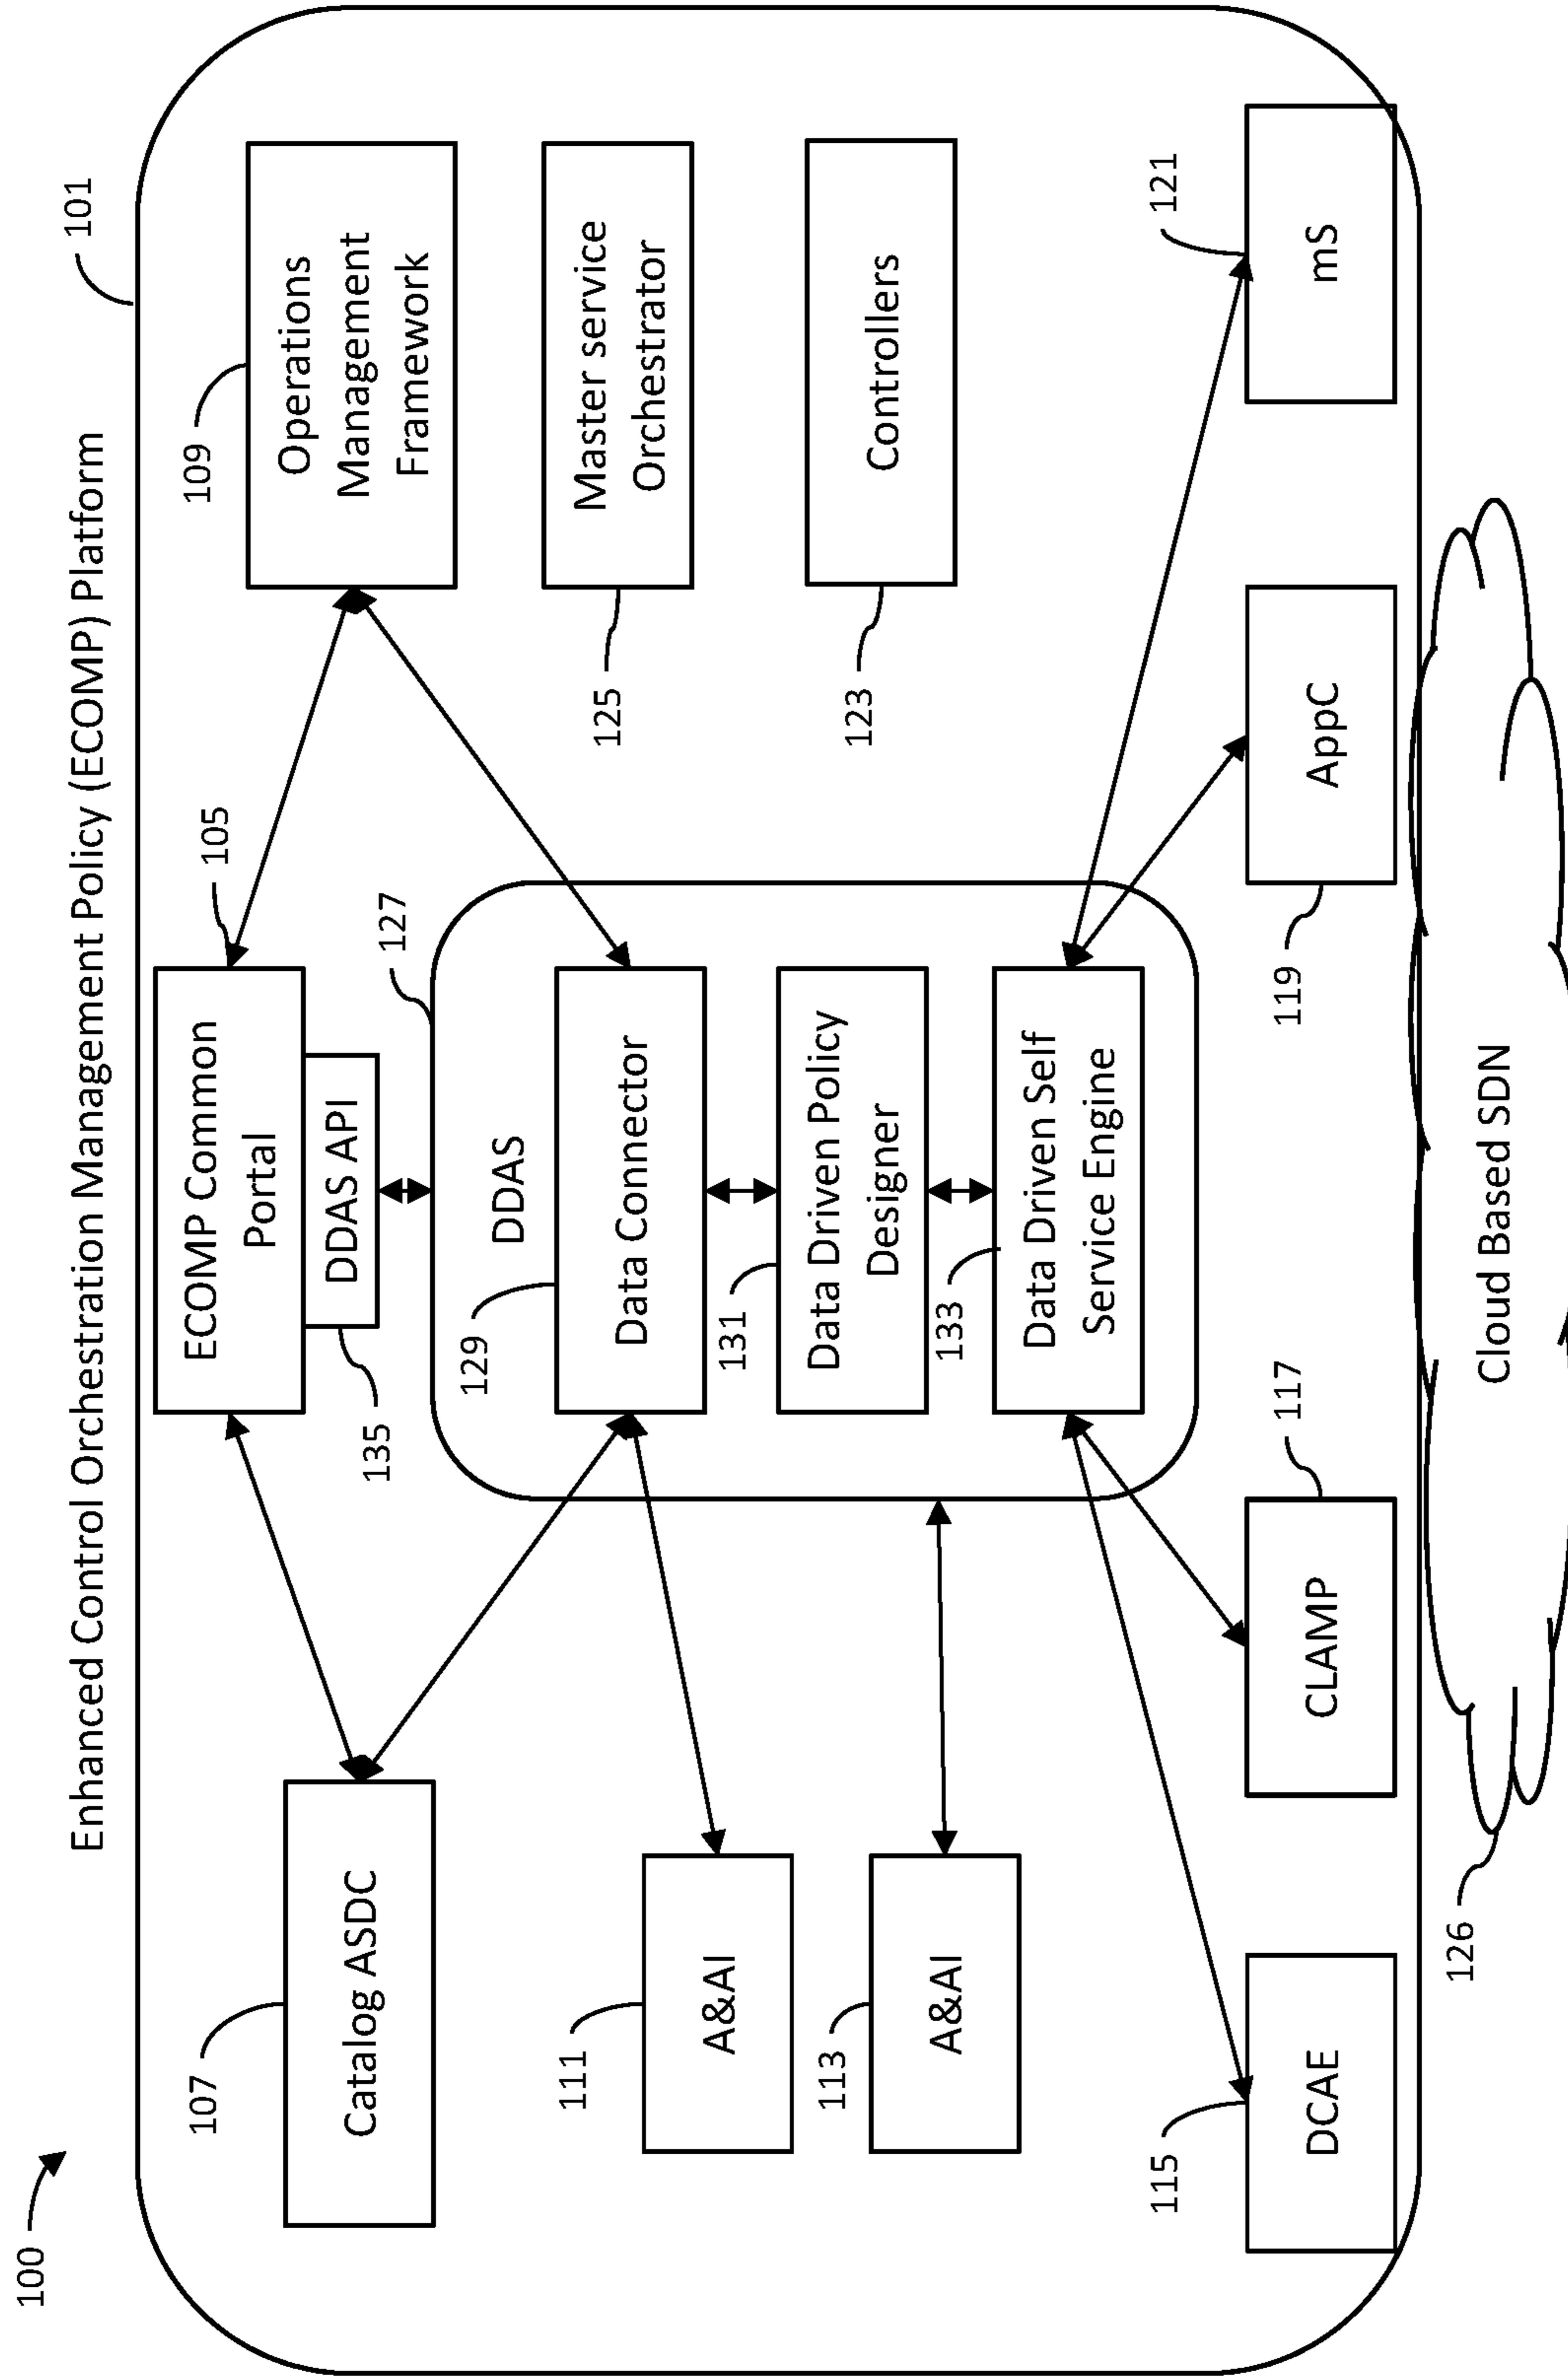 100
Enhanced Control Orchestration Management Policy (ECOMP) Platform
101
107
Catalog ASDC
ECOMP Common
Portal
105
DDAS API
135
109
Operations
Management
Framework
127
DDAS
129
Data Connector
131
Data Driven Policy
Designer
133
Data Driven Self
Service Engine
111
A&AI
113
A&AI
125
Master service
Orchestrator
123
Controllers
115
DCAE
117
CLAMP
119
AppC
121
mS
126
Cloud Based SDN